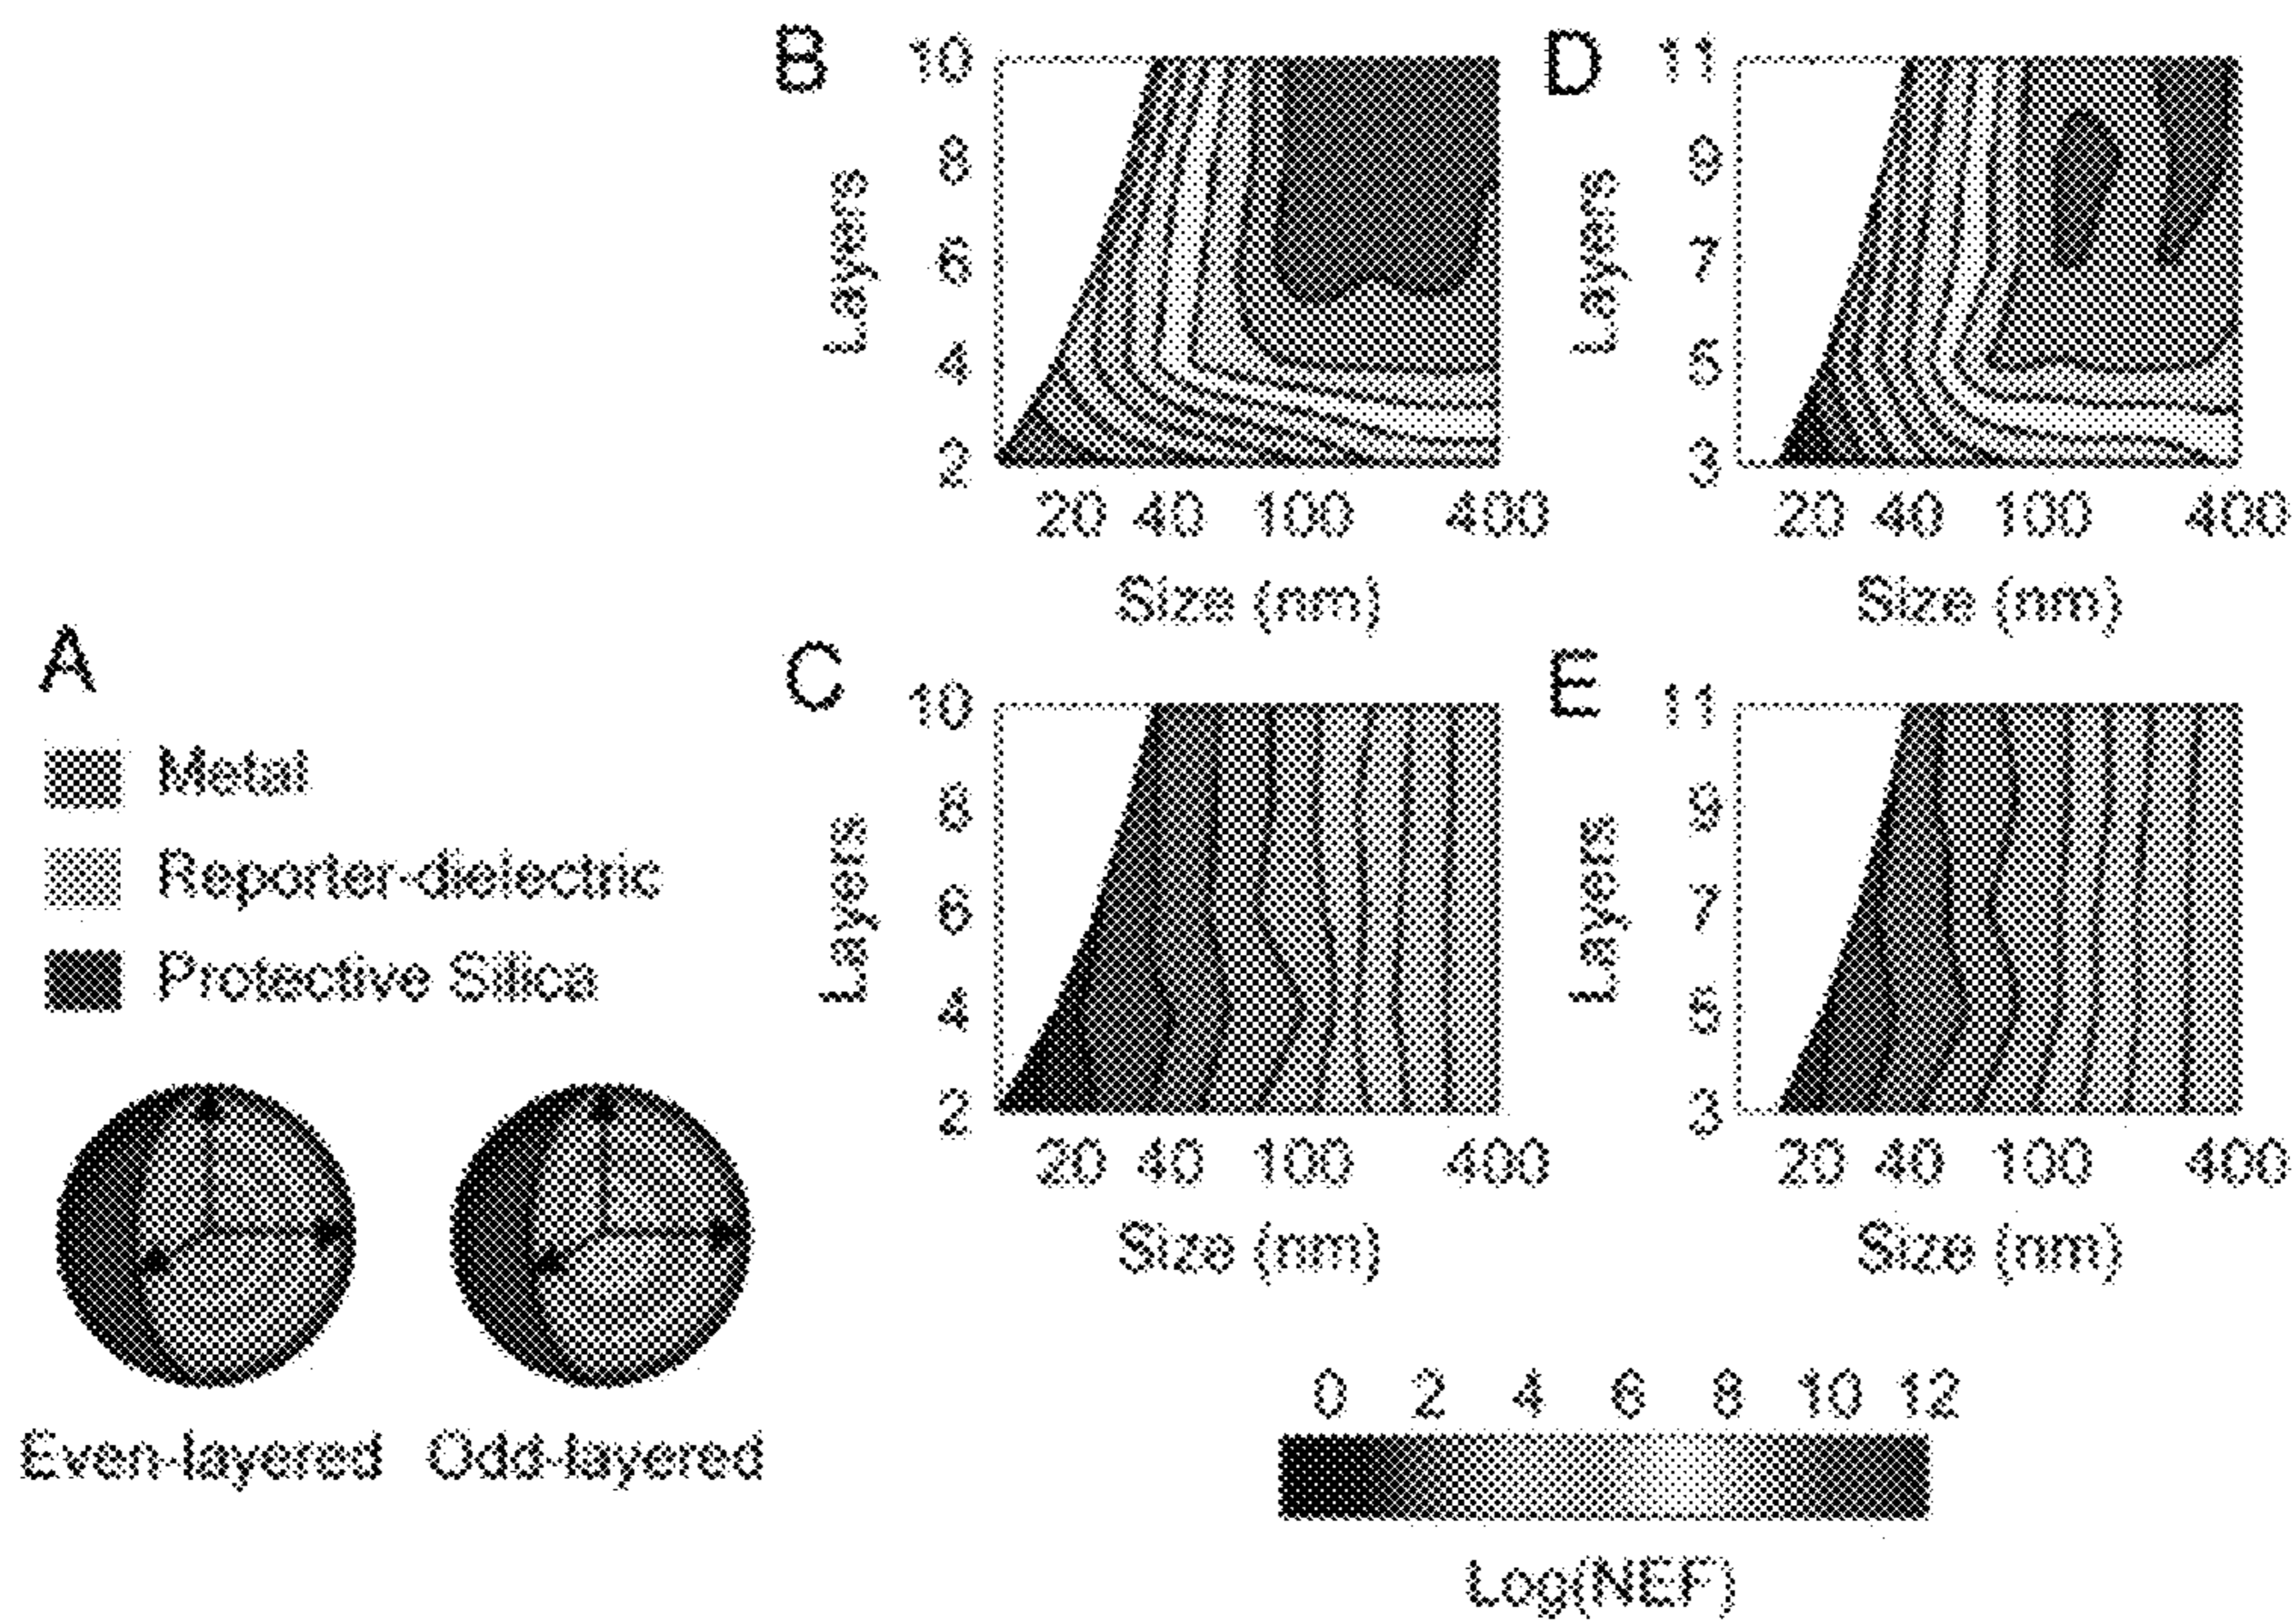 A
Metal
Reporter-dielectric
Protective Silica
Even-layered
Odd-layered
B
10
8
6
4
2
Layers
20 40 100 400
Size (nm)
C
10
8
6
4
2
Layers
20 40 100 400
Size (nm)
D
11
9
7
5
3
Layers
20 40 100 400
Size (nm)
E
11
9
7
5
3
Layers
20 40 100 400
Size (nm)
0 2 4 6 8 10 12
Log(NEF)